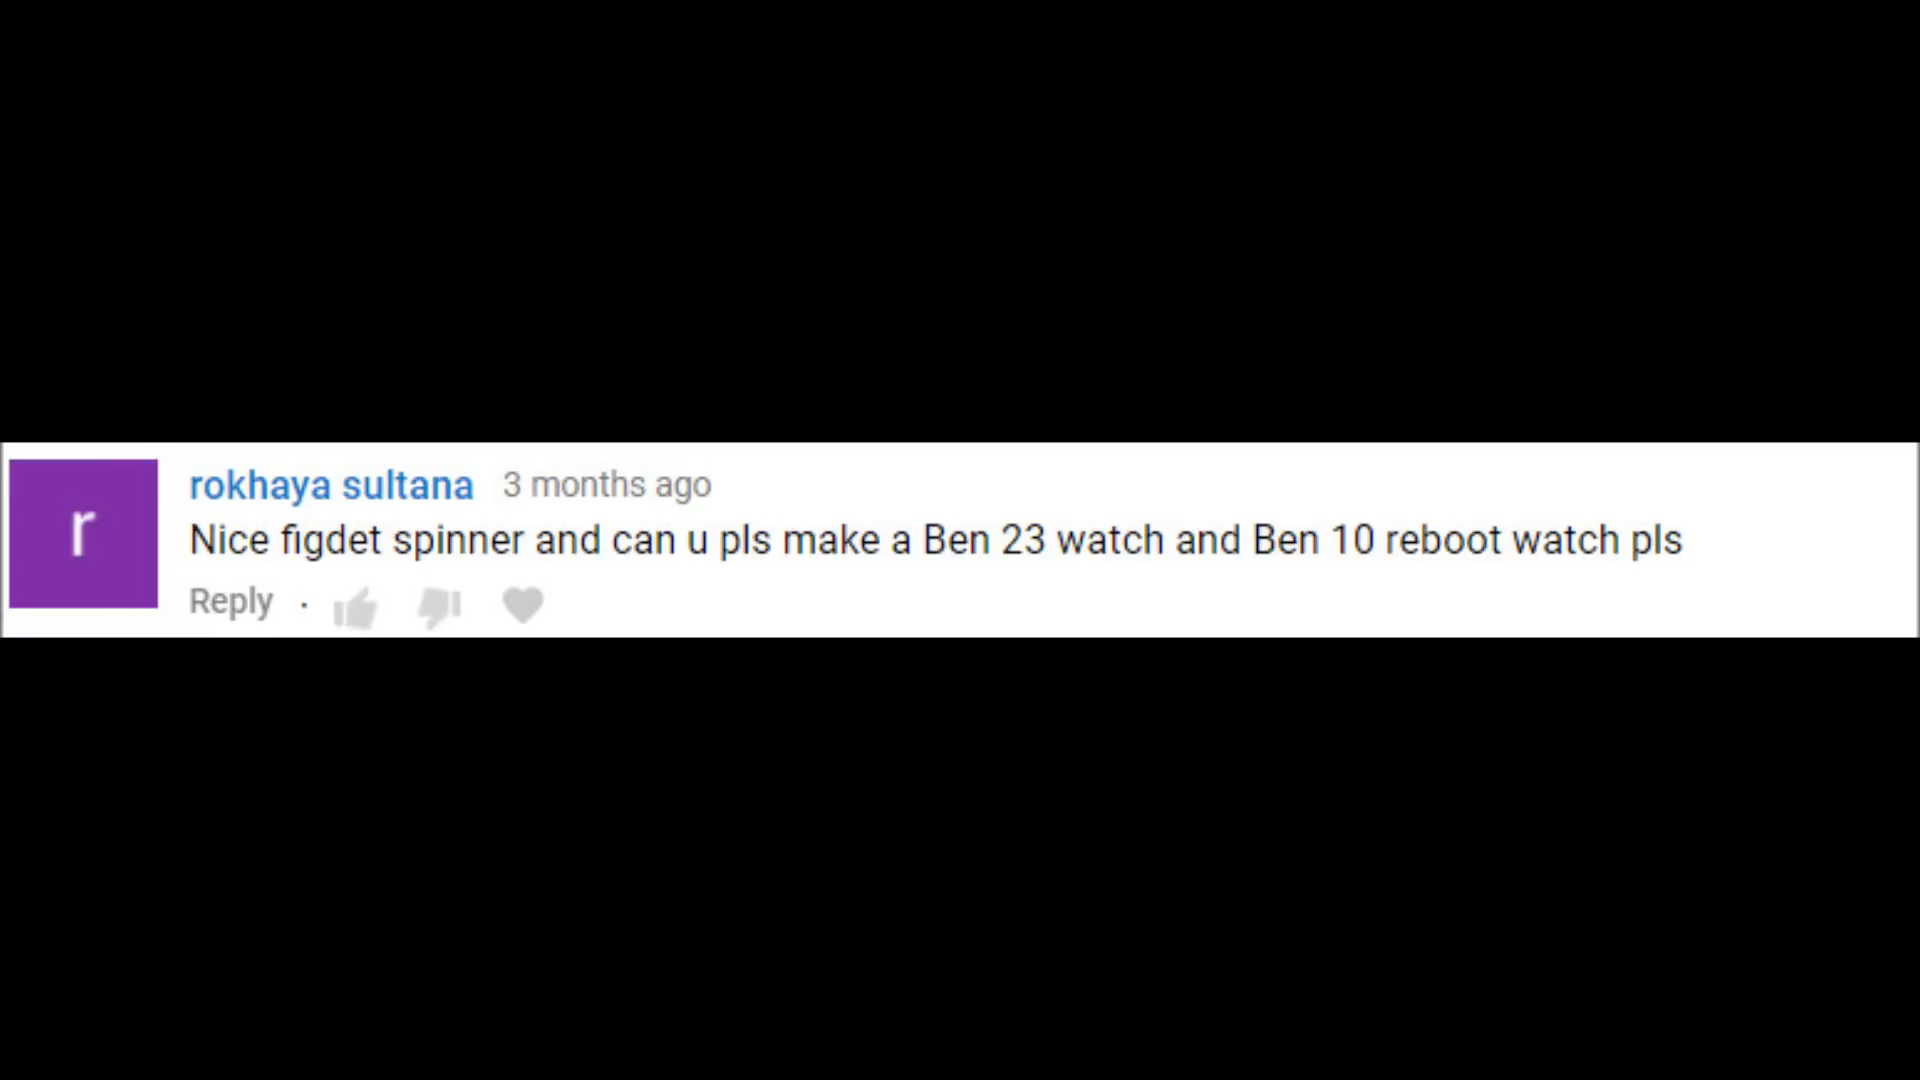 r
rokhaya sultana 3 months ago
Nice figdet spinner and can u pls make a Ben 23 watch and Ben 10 reboot watch pls
Reply ·